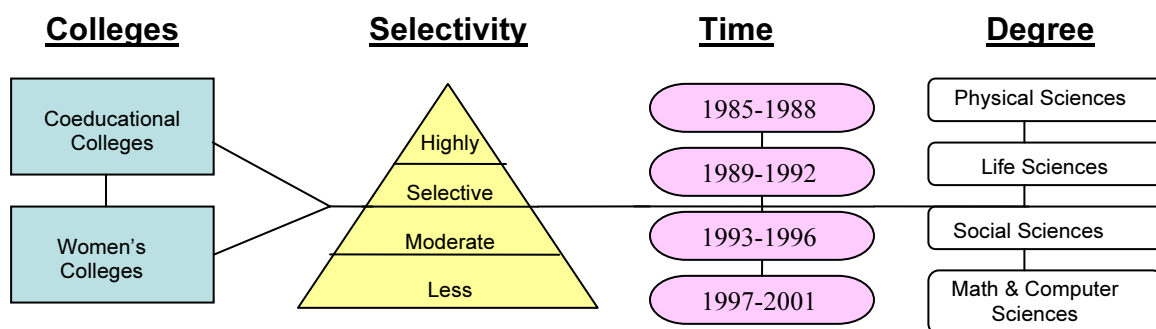 Colleges
Selectivity
Time
Degree
Coeducational
Colleges
Women’s
Colleges
Highly
Selective
Moderate
Less
1985-1988
1989-1992
1993-1996
1997-2001
Physical Sciences
Life Sciences
Social Sciences
Math & Computer
Sciences